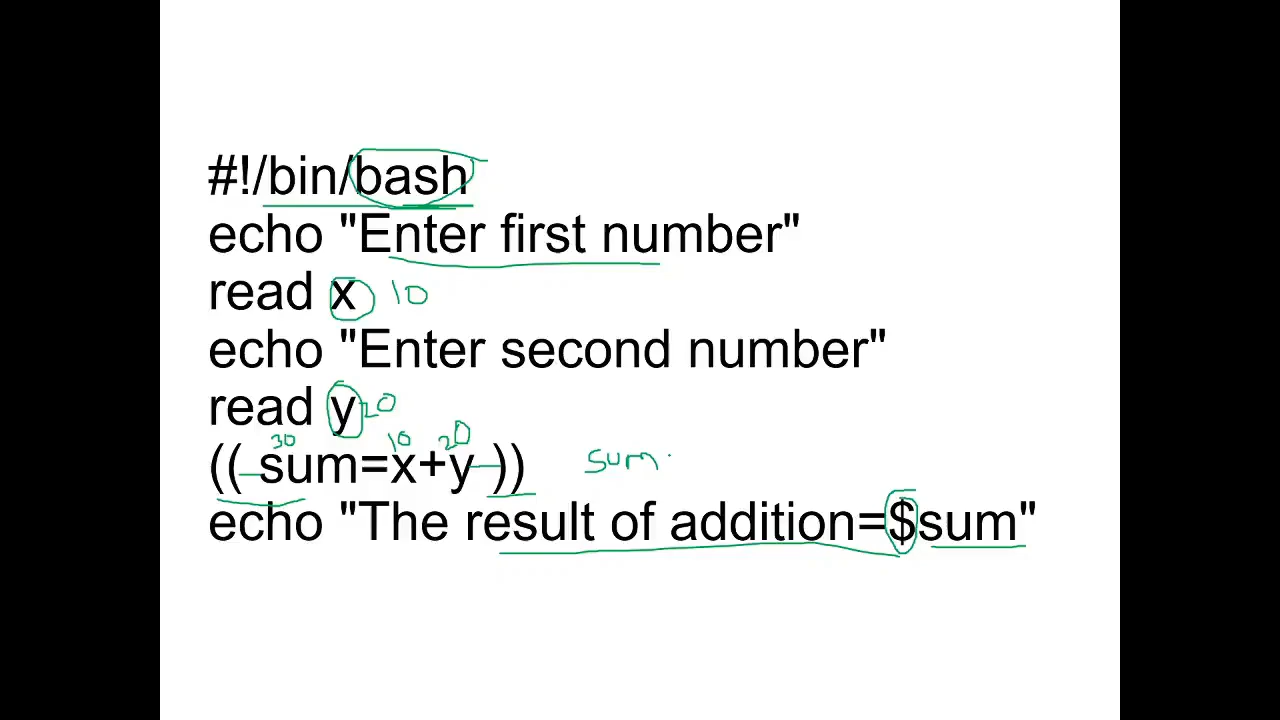 #!/bin/bash
echo "Enter first number"
read x 10
echo "Enter second number"
read y 20
30 10 20
(( sum=x+y )) sum
echo "The result of addition=$sum"